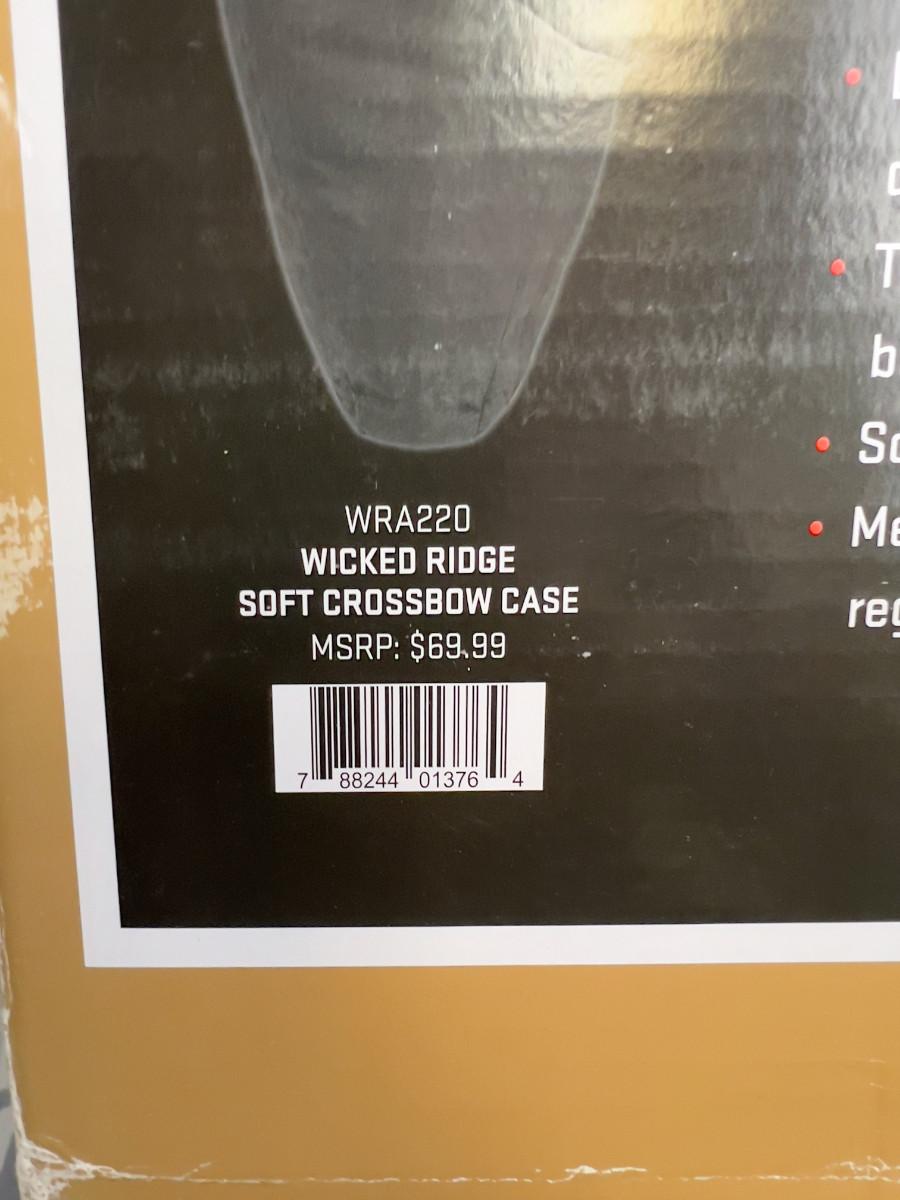 WRA220
WICKED RIDGE
SOFT CROSSBOW CASE
MSRP: $69.99
7 88244 01376 4